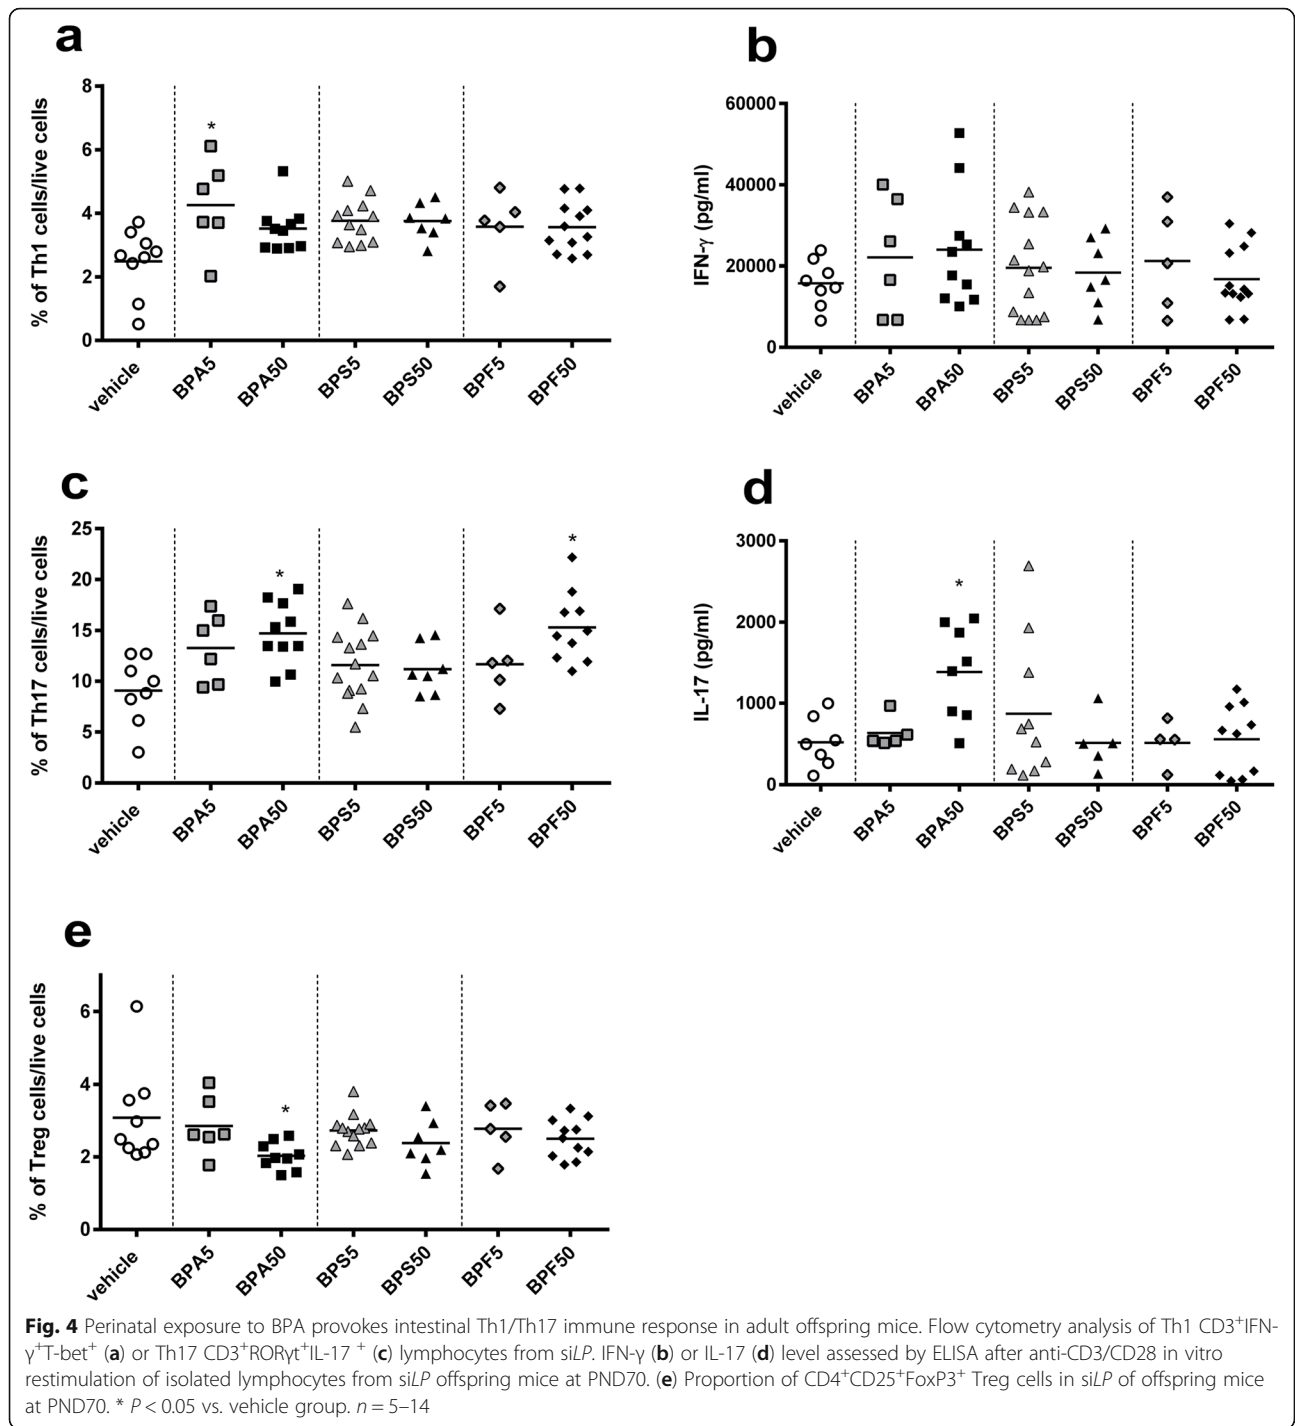 a
% of Th1 cells/live cells
8
6
4
2
0
*
vehicle
BPA5
BPA50
BPS5
BPS50
BPF5
BPF50
b
IFN-γ (pg/ml)
60000
40000
20000
0
vehicle
BPA5
BPA50
BPS5
BPS50
BPF5
BPF50
c
% of Th17 cells/live cells
25
20
15
10
5
0
*
*
vehicle
BPA5
BPA50
BPS5
BPS50
BPF5
BPF50
d
IL-17 (pg/ml)
3000
2000
1000
0
*
vehicle
BPA5
BPA50
BPS5
BPS50
BPF5
BPF50
e
% of Treg cells/live cells
6
4
2
0
*
vehicle
BPA5
BPA50
BPS5
BPS50
BPF5
BPF50
Fig. 4 Perinatal exposure to BPA provokes intestinal Th1/Th17 immune response in adult offspring mice. Flow cytometry analysis of Th1 CD3⁺IFN-
γ⁺T-bet⁺ (a) or Th17 CD3⁺RORγt⁺IL-17 ⁺ (c) lymphocytes from siLP. IFN-γ (b) or IL-17 (d) level assessed by ELISA after anti-CD3/CD28 in vitro
restimulation of isolated lymphocytes from siLP offspring mice at PND70. (e) Proportion of CD4⁺CD25⁺FoxP3⁺ Treg cells in siLP of offspring mice
at PND70. * P < 0.05 vs. vehicle group. n = 5–14